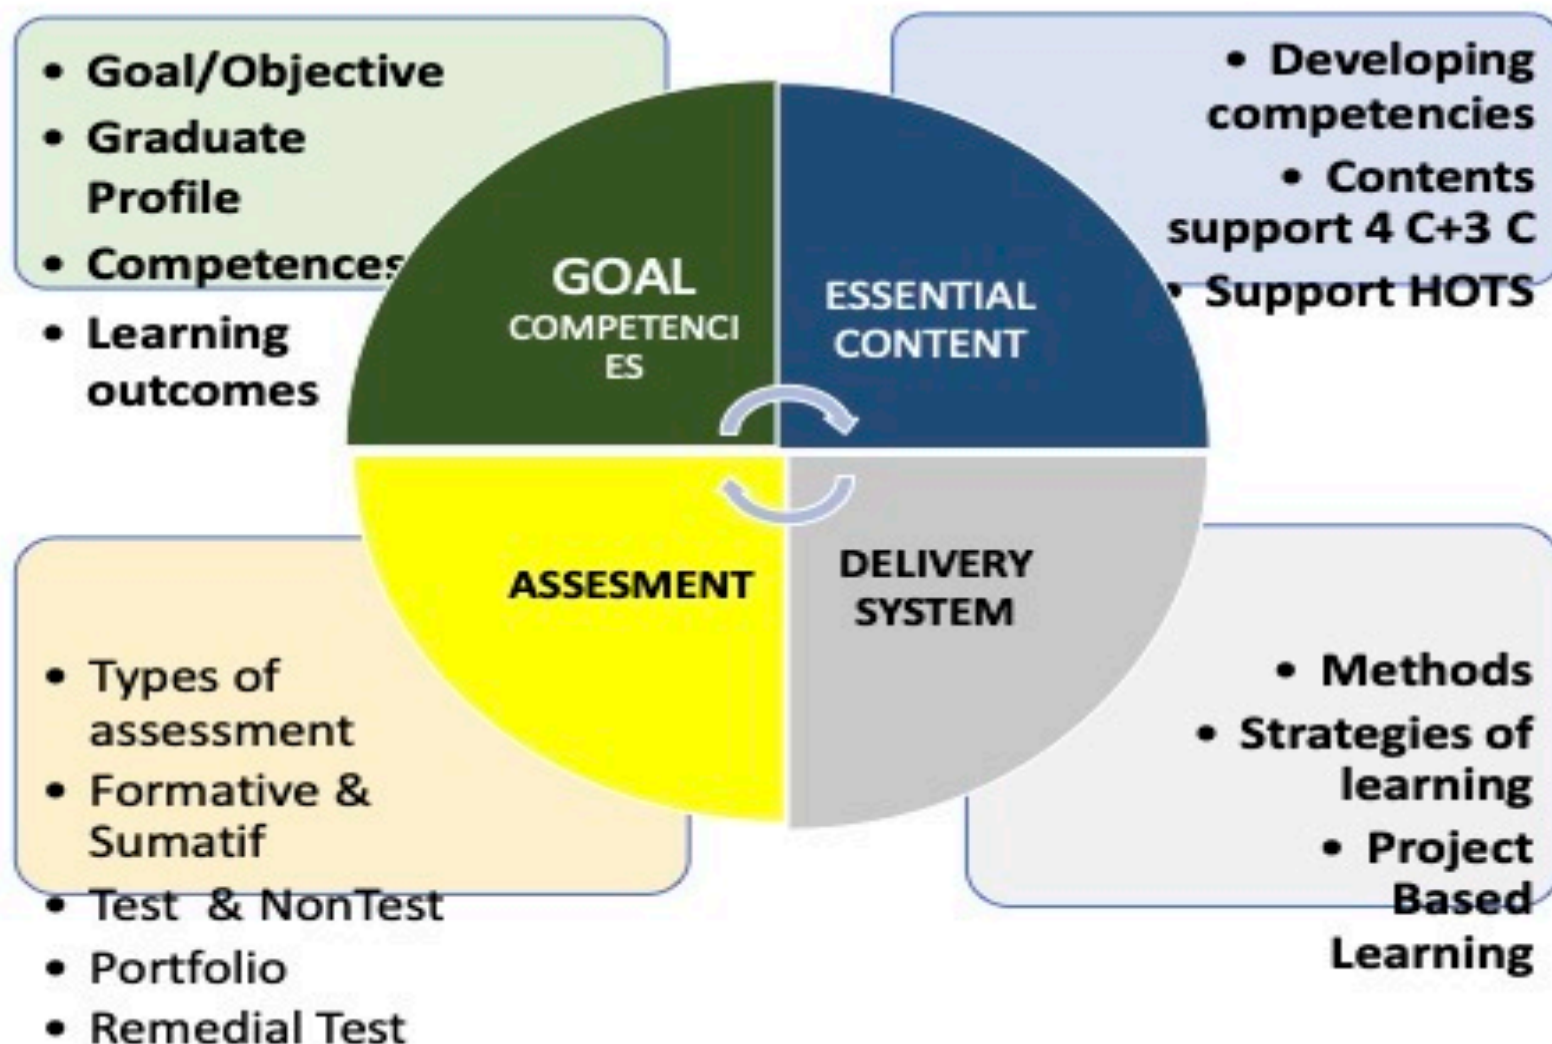 • Goal/Objective
• Graduate
Profile
• Competences
• Learning
outcomes
• Developing
competencies
• Contents
support 4 C+3 C
• Support HOTS
GOAL
COMPETENCI
ES
ESSENTIAL
CONTENT
ASSESMENT
DELIVERY
SYSTEM
• Types of
assessment
• Formative &
Sumatif
• Test & NonTest
• Portfolio
• Remedial Test
• Methods
• Strategies of
learning
• Project
Based
Learning